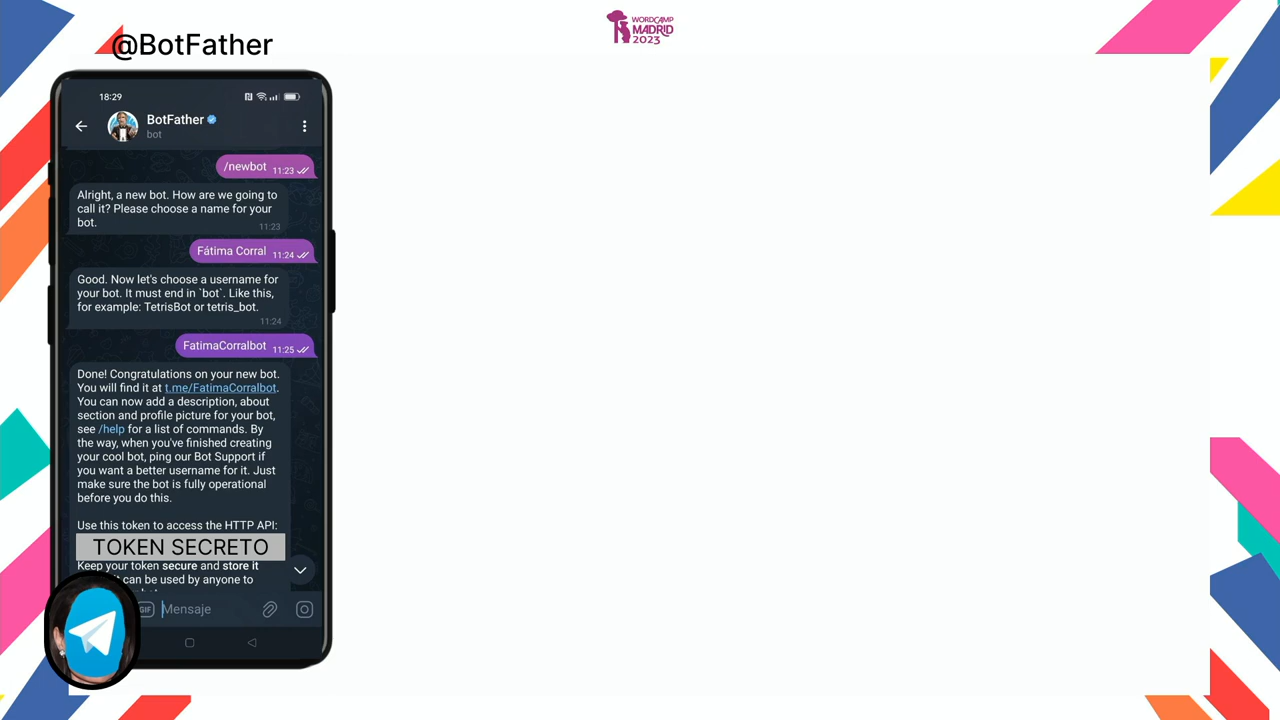 WORDCAMP
MADRID
2023
@BotFather
18:29
BotFather
bot
/newbot 11:23
Alright, a new bot. How are we going to
call it? Please choose a name for your
bot.
11:23
Fátima Corral 11:24
Good. Now let's choose a username for
your bot. It must end in `bot`. Like this,
for example: TetrisBot or tetris_bot.
11:24
FatimaCorralbot 11:25
Done! Congratulations on your new bot.
You will find it at t.me/FatimaCorralbot.
You can now add a description, about
section and profile picture for your bot,
see /help for a list of commands. By
the way, when you've finished creating
your cool bot, ping our Bot Support if
you want a better username for it. Just
make sure the bot is fully operational
before you do this.
Use this token to access the HTTP API:
TOKEN SECRETO
Keep your token secure and store it
can be used by anyone to
GIF Mensaje